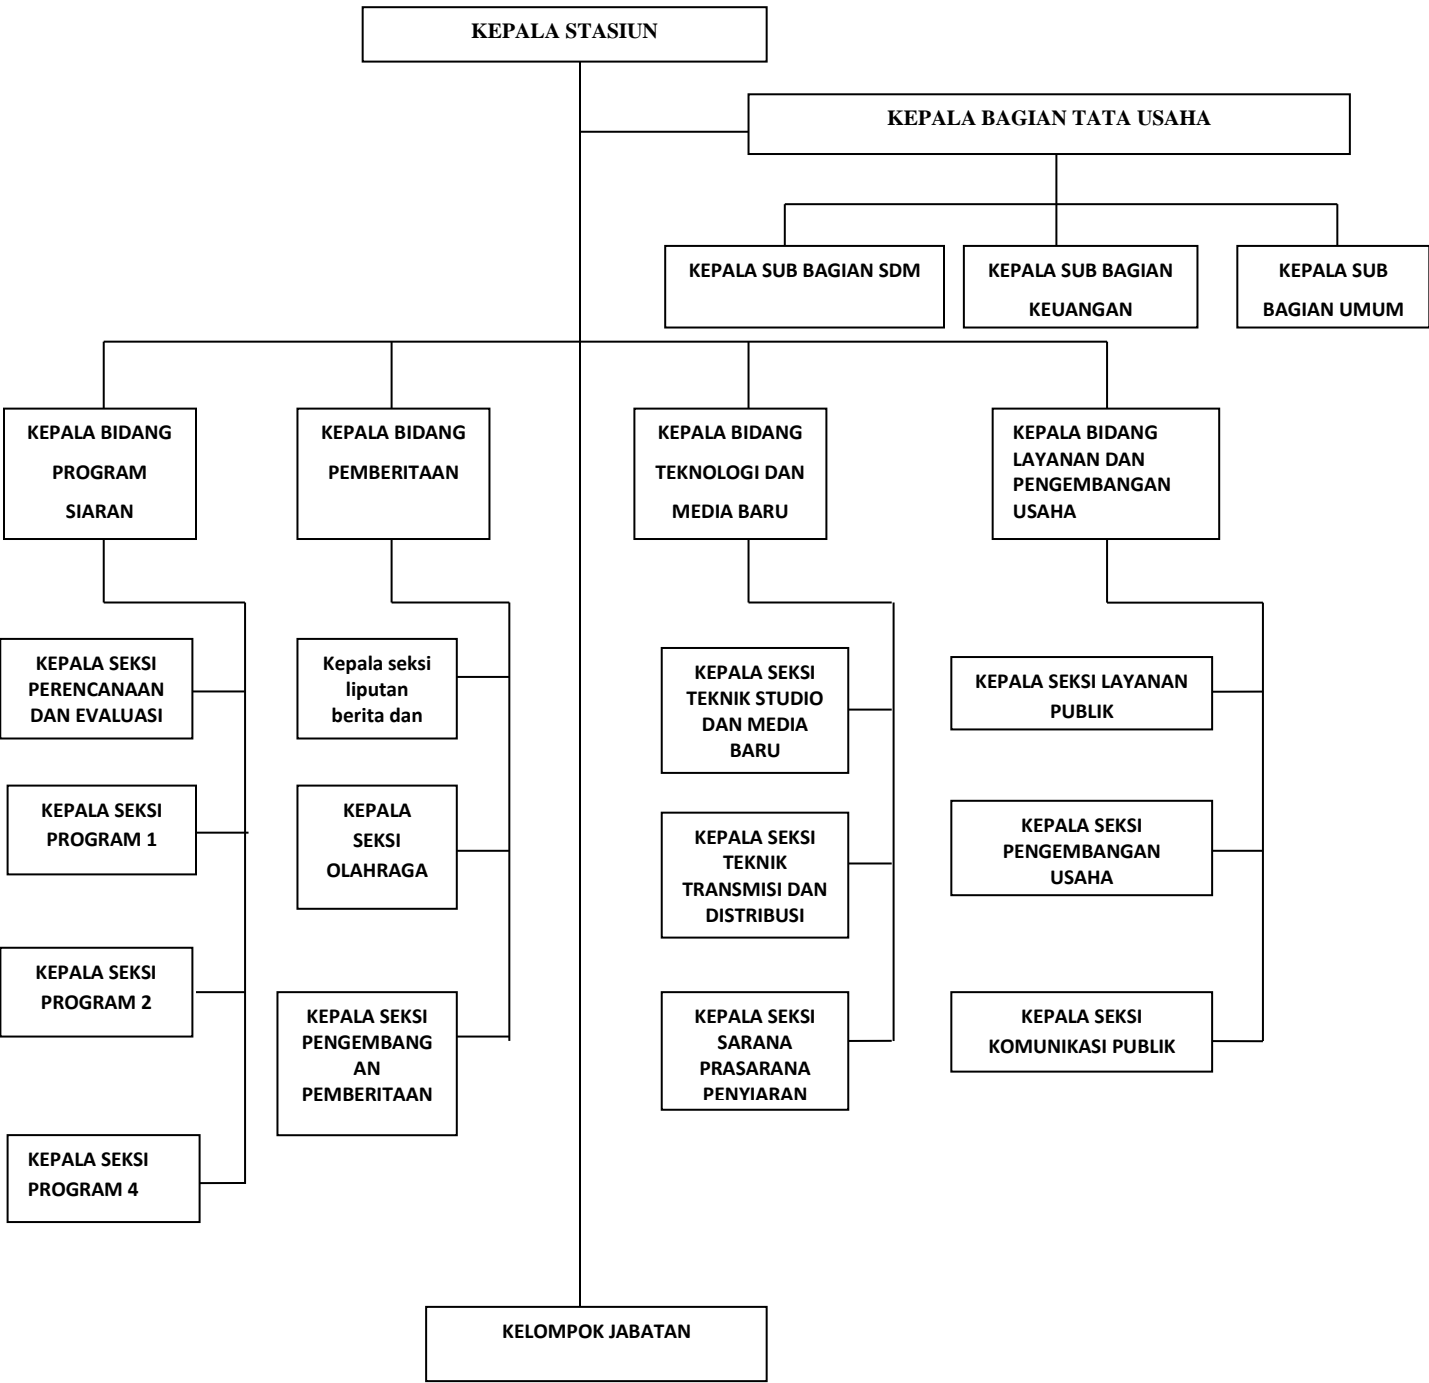 KEPALA STASIUN
KEPALA BAGIAN TATA USAHA
KEPALA SUB BAGIAN SDM
KEPALA SUB BAGIAN
KEUANGAN
KEPALA SUB
BAGIAN UMUM
KEPALA BIDANG
PROGRAM
SIARAN
KEPALA BIDANG
PEMBERITAAN
KEPALA BIDANG
TEKNOLOGI DAN
MEDIA BARU
KEPALA BIDANG
LAYANAN DAN
PENGEMBANGAN
USAHA
KEPALA SEKSI
PERENCANAAN
DAN EVALUASI
KEPALA SEKSI
PROGRAM 1
KEPALA SEKSI
PROGRAM 2
KEPALA SEKSI
PROGRAM 4
Kepala seksi
liputan
berita dan
KEPALA
SEKSI
OLAHRAGA
KEPALA SEKSI
PENGEMBANG
AN
PEMBERITAAN
KEPALA SEKSI
TEKNIK STUDIO
DAN MEDIA
BARU
KEPALA SEKSI
TEKNIK
TRANSMISI DAN
DISTRIBUSI
KEPALA SEKSI
SARANA
PRASARANA
PENYIARAN
KEPALA SEKSI LAYANAN
PUBLIK
KEPALA SEKSI
PENGEMBANGAN
USAHA
KEPALA SEKSI
KOMUNIKASI PUBLIK
KELOMPOK JABATAN